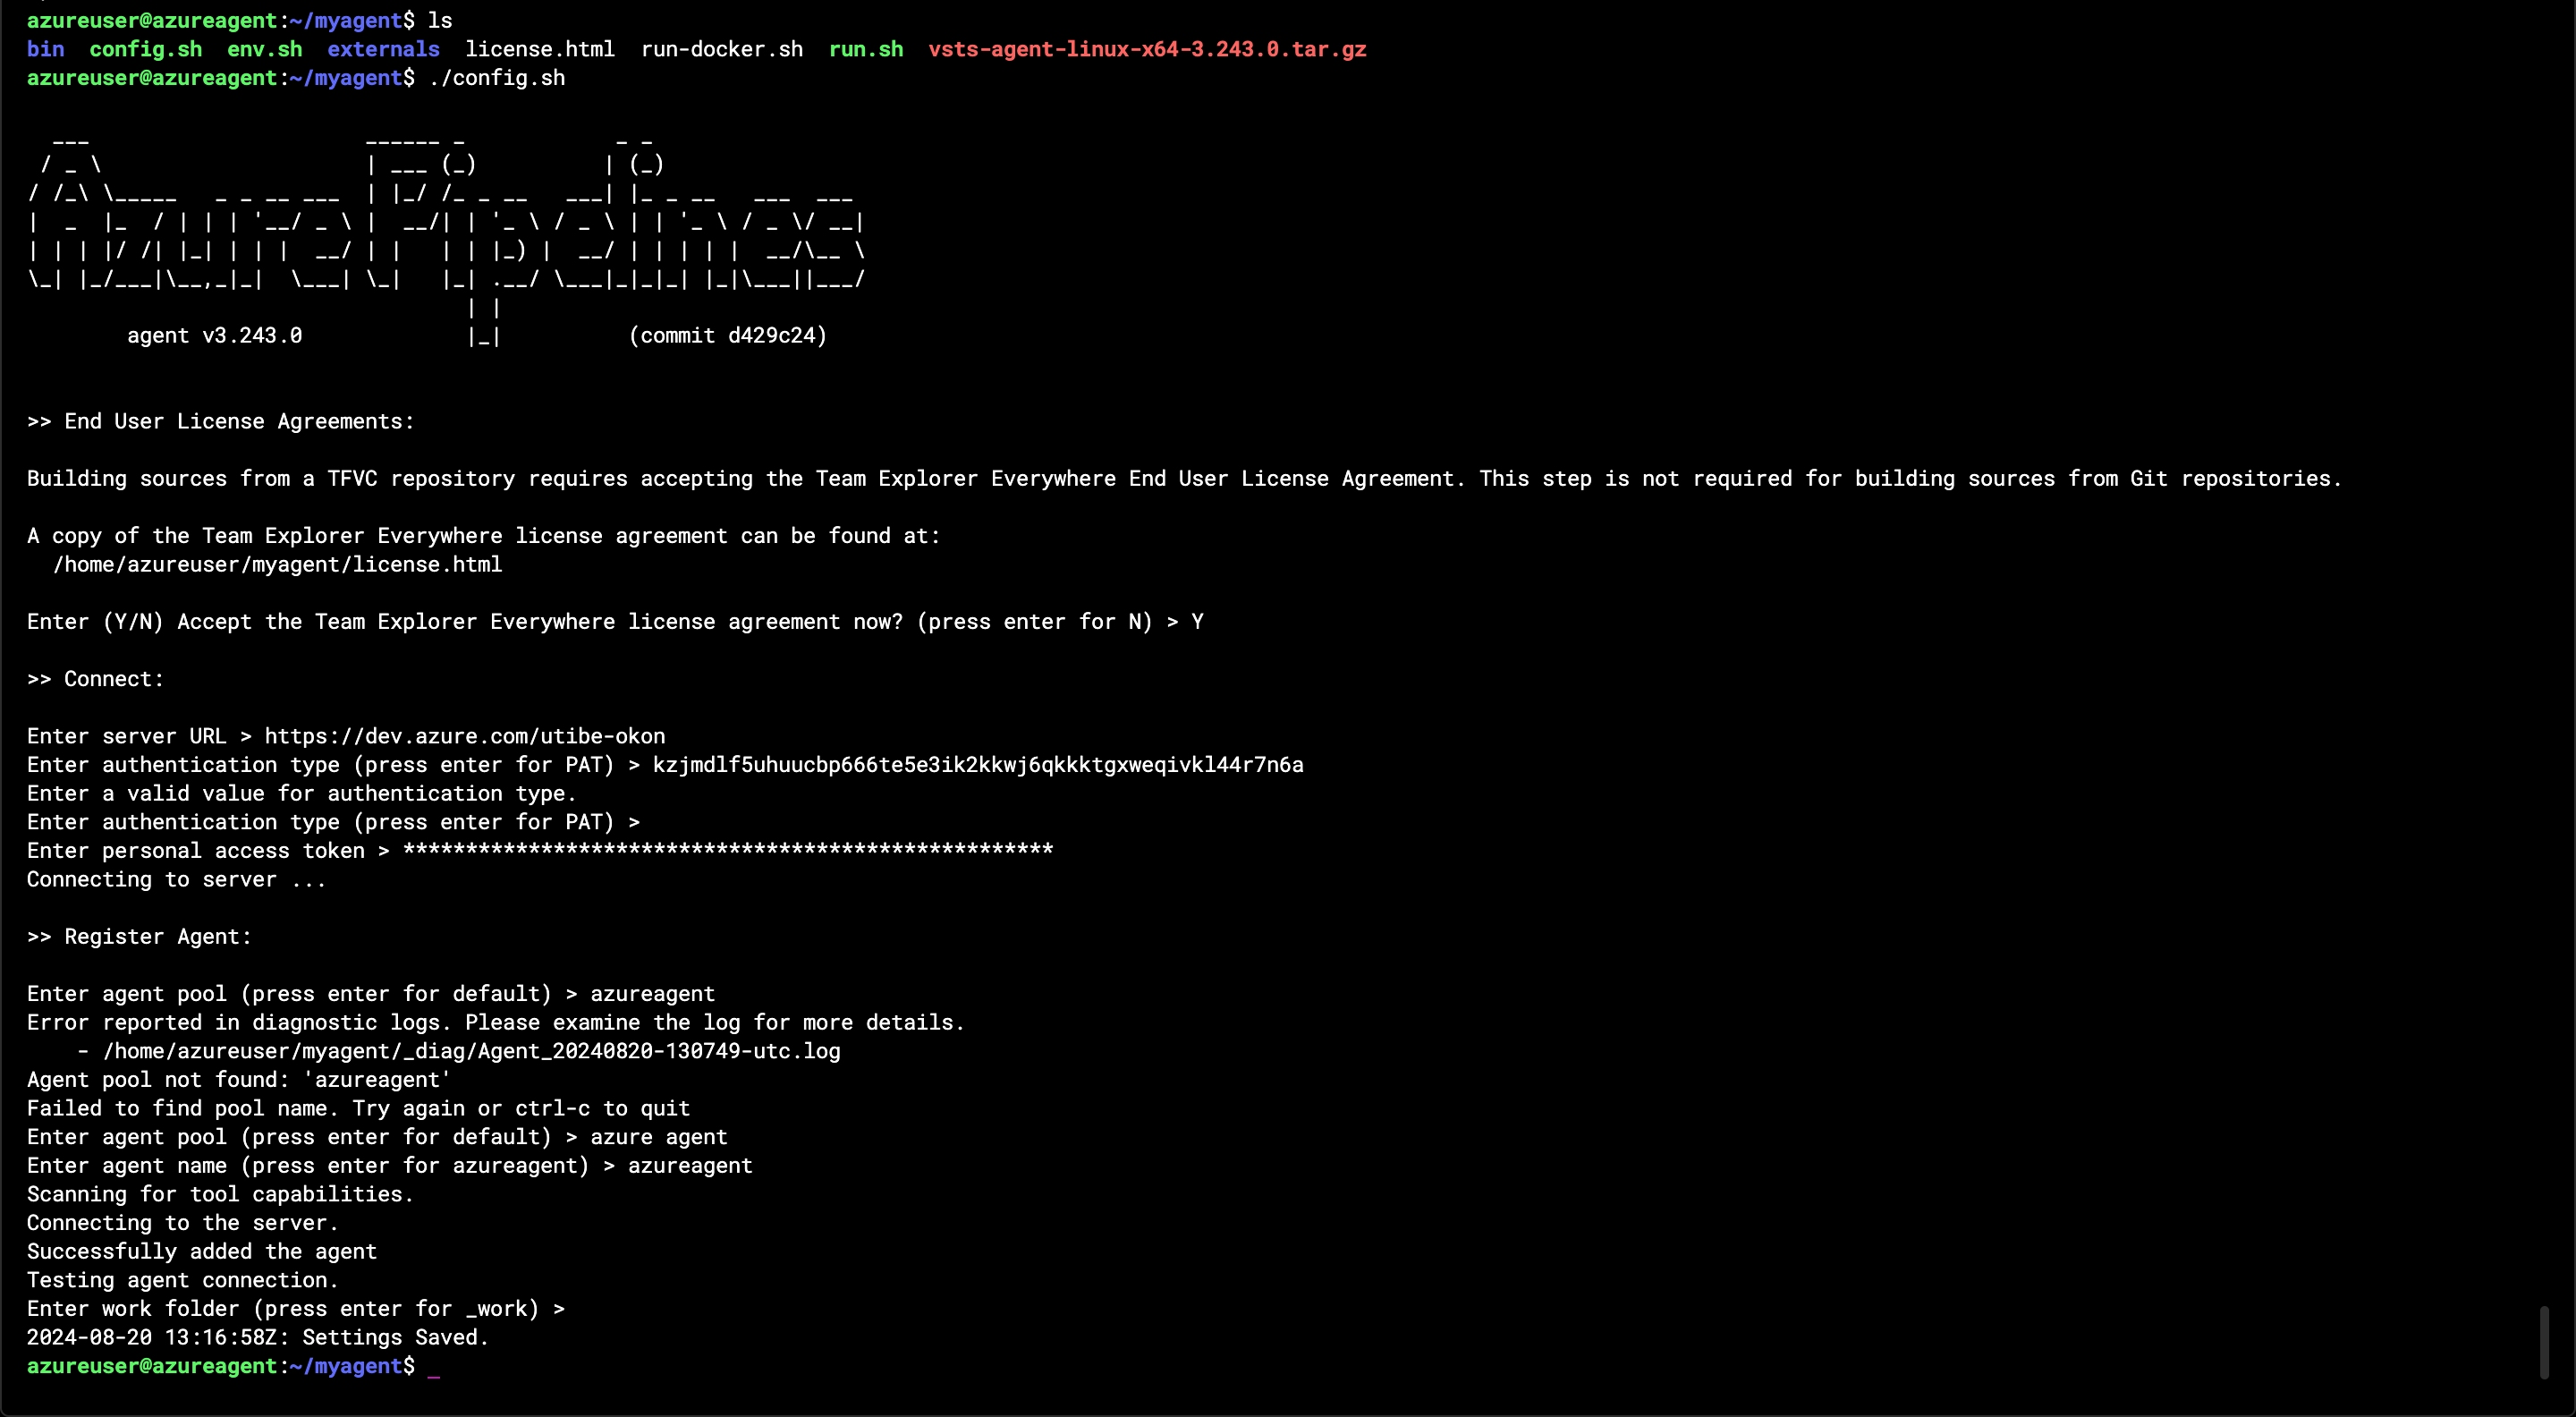 azureuser@azureagent:~/myagent$ ls
bin config.sh env.sh externals license.html run-docker.sh run.sh vsts-agent-linux-x64-3.243.0.tar.gz
azureuser@azureagent:~/myagent$ ./config.sh
Azure Pipelines
agent v3.243.0 (commit d429c24)
>> End User License Agreements:
Building sources from a TFVC repository requires accepting the Team Explorer Everywhere End User License Agreement. This step is not required for building sources from Git repositories.
A copy of the Team Explorer Everywhere license agreement can be found at:
/home/azureuser/myagent/license.html
Enter (Y/N) Accept the Team Explorer Everywhere license agreement now? (press enter for N) > Y
>> Connect:
Enter server URL > https://dev.azure.com/utibe-okon
Enter authentication type (press enter for PAT) > kzjmdlf5uhuucbp666te5e3ik2kkwj6qkkktgxweqivkl44r7n6a
Enter a valid value for authentication type.
Enter authentication type (press enter for PAT) >
Enter personal access token > ****************************************************
Connecting to server ...
>> Register Agent:
Enter agent pool (press enter for default) > azureagent
Error reported in diagnostic logs. Please examine the log for more details.
- /home/azureuser/myagent/_diag/Agent_20240820-130749-utc.log
Agent pool not found: 'azureagent'
Failed to find pool name. Try again or ctrl-c to quit
Enter agent pool (press enter for default) > azure agent
Enter agent name (press enter for azureagent) > azureagent
Scanning for tool capabilities.
Connecting to the server.
Successfully added the agent
Testing agent connection.
Enter work folder (press enter for _work) >
2024-08-20 13:16:58Z: Settings Saved.
azureuser@azureagent:~/myagent$ _